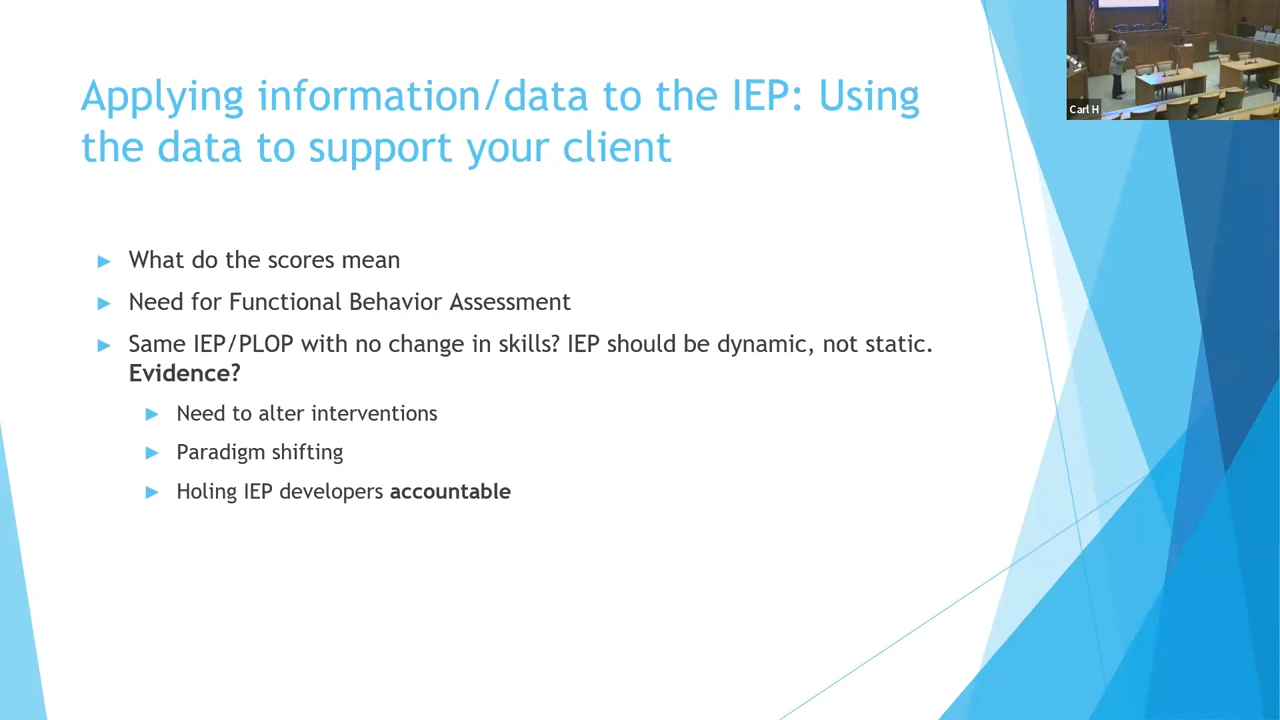 Applying information/data to the IEP: Using
the data to support your client
Carl H
► What do the scores mean
► Need for Functional Behavior Assessment
► Same IEP/PLOP with no change in skills? IEP should be dynamic, not static.
Evidence?
► Need to alter interventions
► Paradigm shifting
► Holing IEP developers accountable